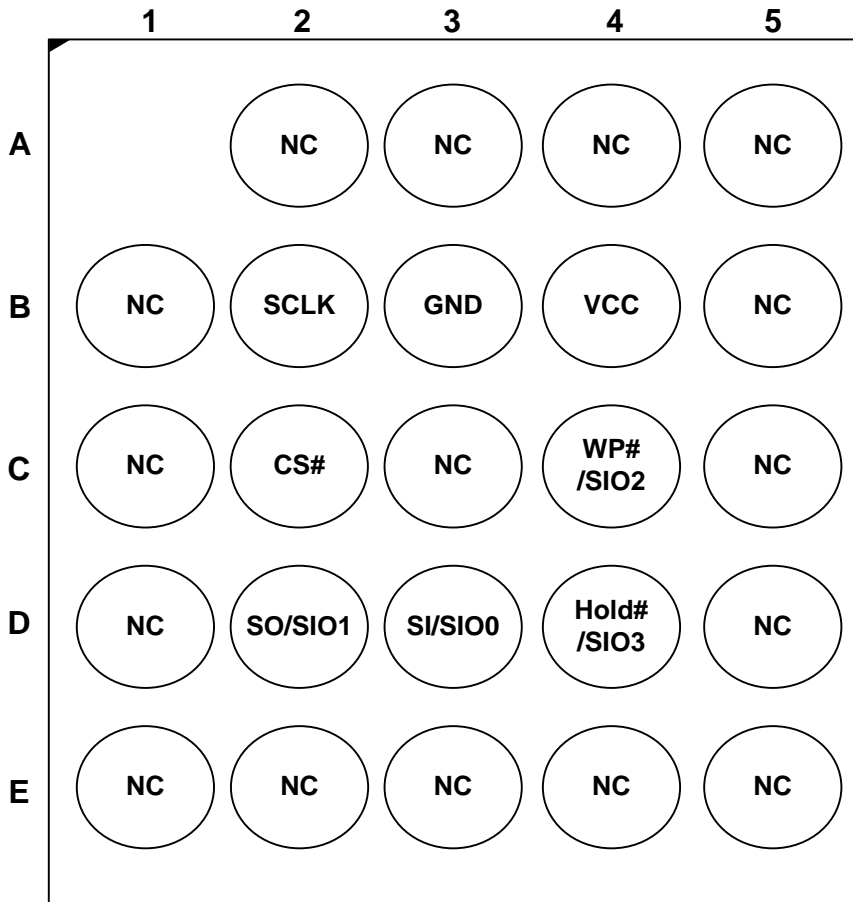 1 2 3 4 5
A NC NC NC NC
B NC SCLK GND VCC NC
C NC CS# NC WP# /SIO2 NC
D NC SO/SIO1 SI/SIO0 Hold# /SIO3 NC
E NC NC NC NC NC